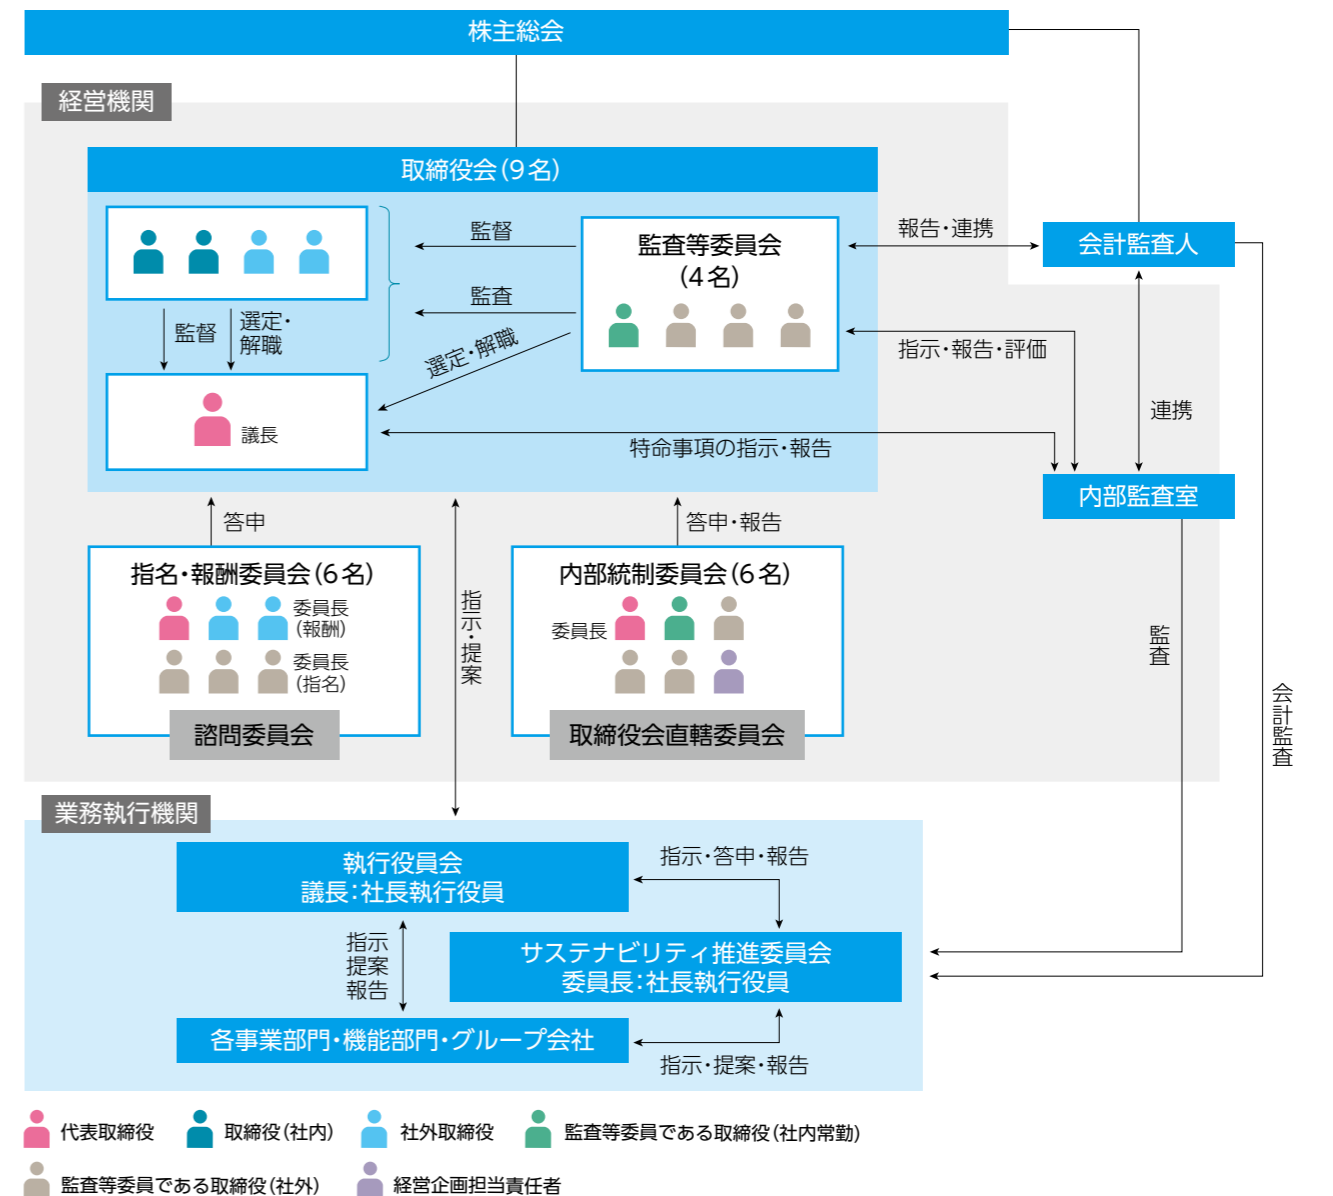 株主総会
経営機関
取締役会(9名)
監督
監査等委員会
(4名)
報告・連携
会計監査人
監査
監督
選定・
解職
選定・解職
指示・報告・評価
連携
議長
特命事項の指示・報告
内部監査室
答申
答申・報告
指名・報酬委員会(6名)
委員長
(報酬)
委員長
(指名)
諮問委員会
指示・提案
内部統制委員会(6名)
委員長
取締役会直轄委員会
監査
会計監査
業務執行機関
執行役員会
議長:社長執行役員
指示・答申・報告
指示
提案
報告
サステナビリティ推進委員会
委員長:社長執行役員
各事業部門・機能部門・グループ会社
指示・提案・報告
代表取締役
取締役(社内)
社外取締役
監査等委員である取締役(社内常勤)
監査等委員である取締役(社外)
経営企画担当責任者